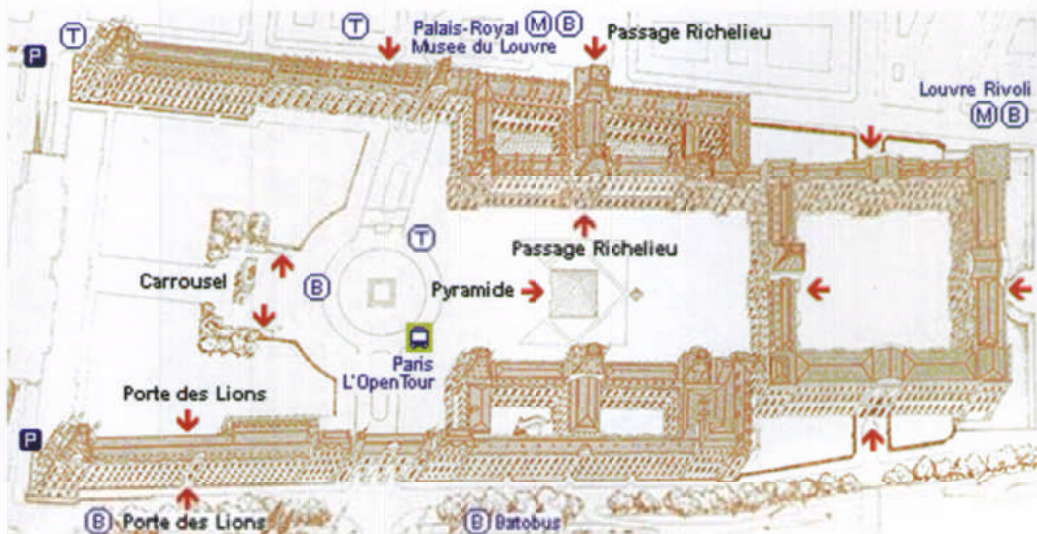 T
T
Palais-Royal M B
Musee du Louvre
Passage Richelieu
P
Louvre Rivoli
M B
T
Passage Richelieu
Carrousel
B
Pyramide
Paris
L'OpenTour
Porte des Lions
P
B Porte des Lions
B Batobus